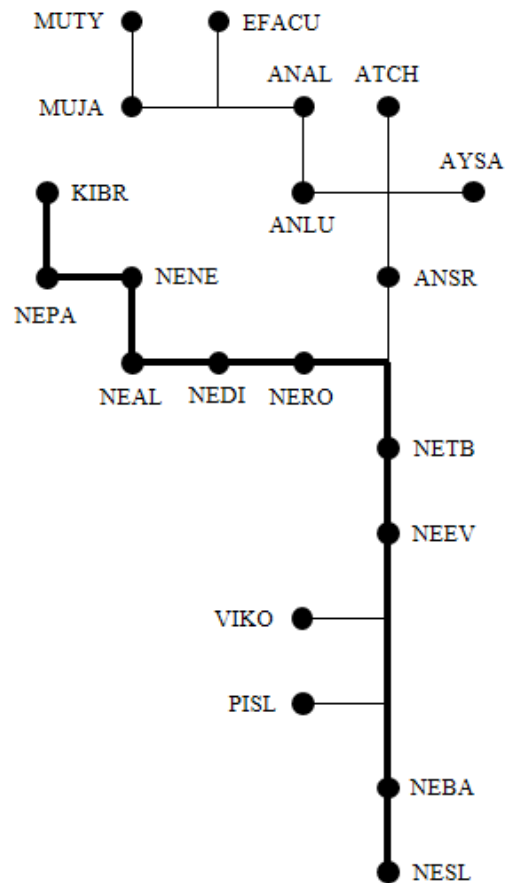 MUTY
EFACU
MUJA
ANAL
ATCH
AYSA
KIBR
ANLU
NEPA
NENE
ANSR
NEAL
NEDI
NERO
NETB
NEEV
VIKO
PISL
NEBA
NESL